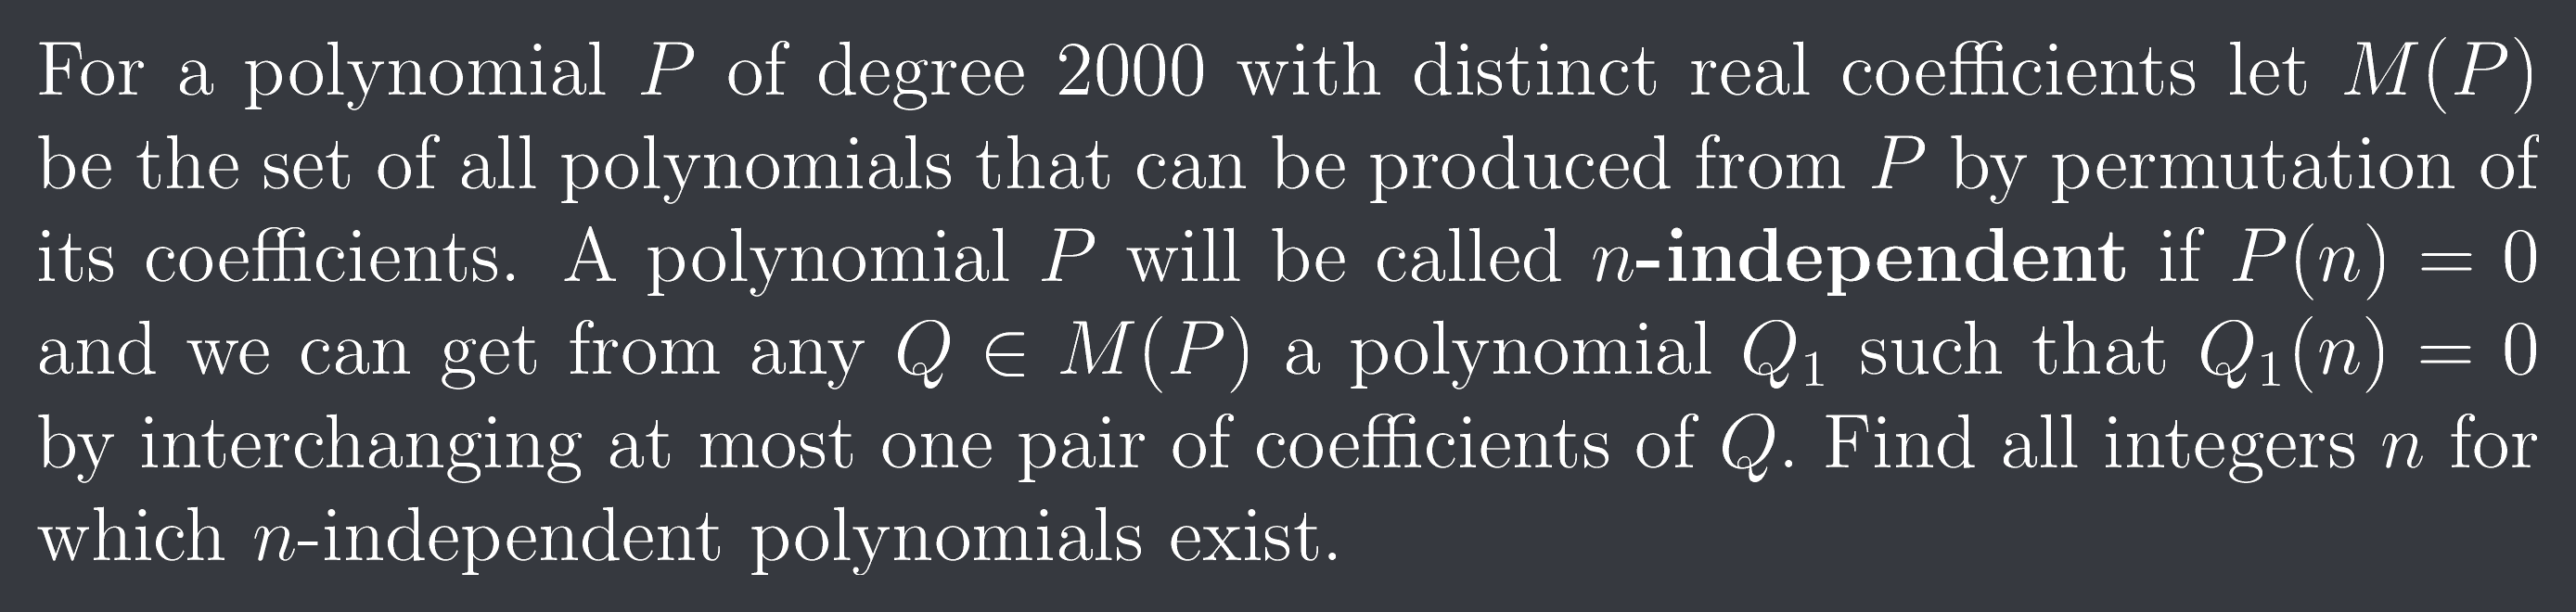 For a polynomial P of degree 2000 with distinct real coefficients let M(P)
be the set of all polynomials that can be produced from P by permutation of
its coefficients. A polynomial P will be called n-independent if P(n) = 0
and we can get from any Q ∈ M(P) a polynomial Q₁ such that Q₁(n) = 0
by interchanging at most one pair of coefficients of Q. Find all integers n for
which n-independent polynomials exist.